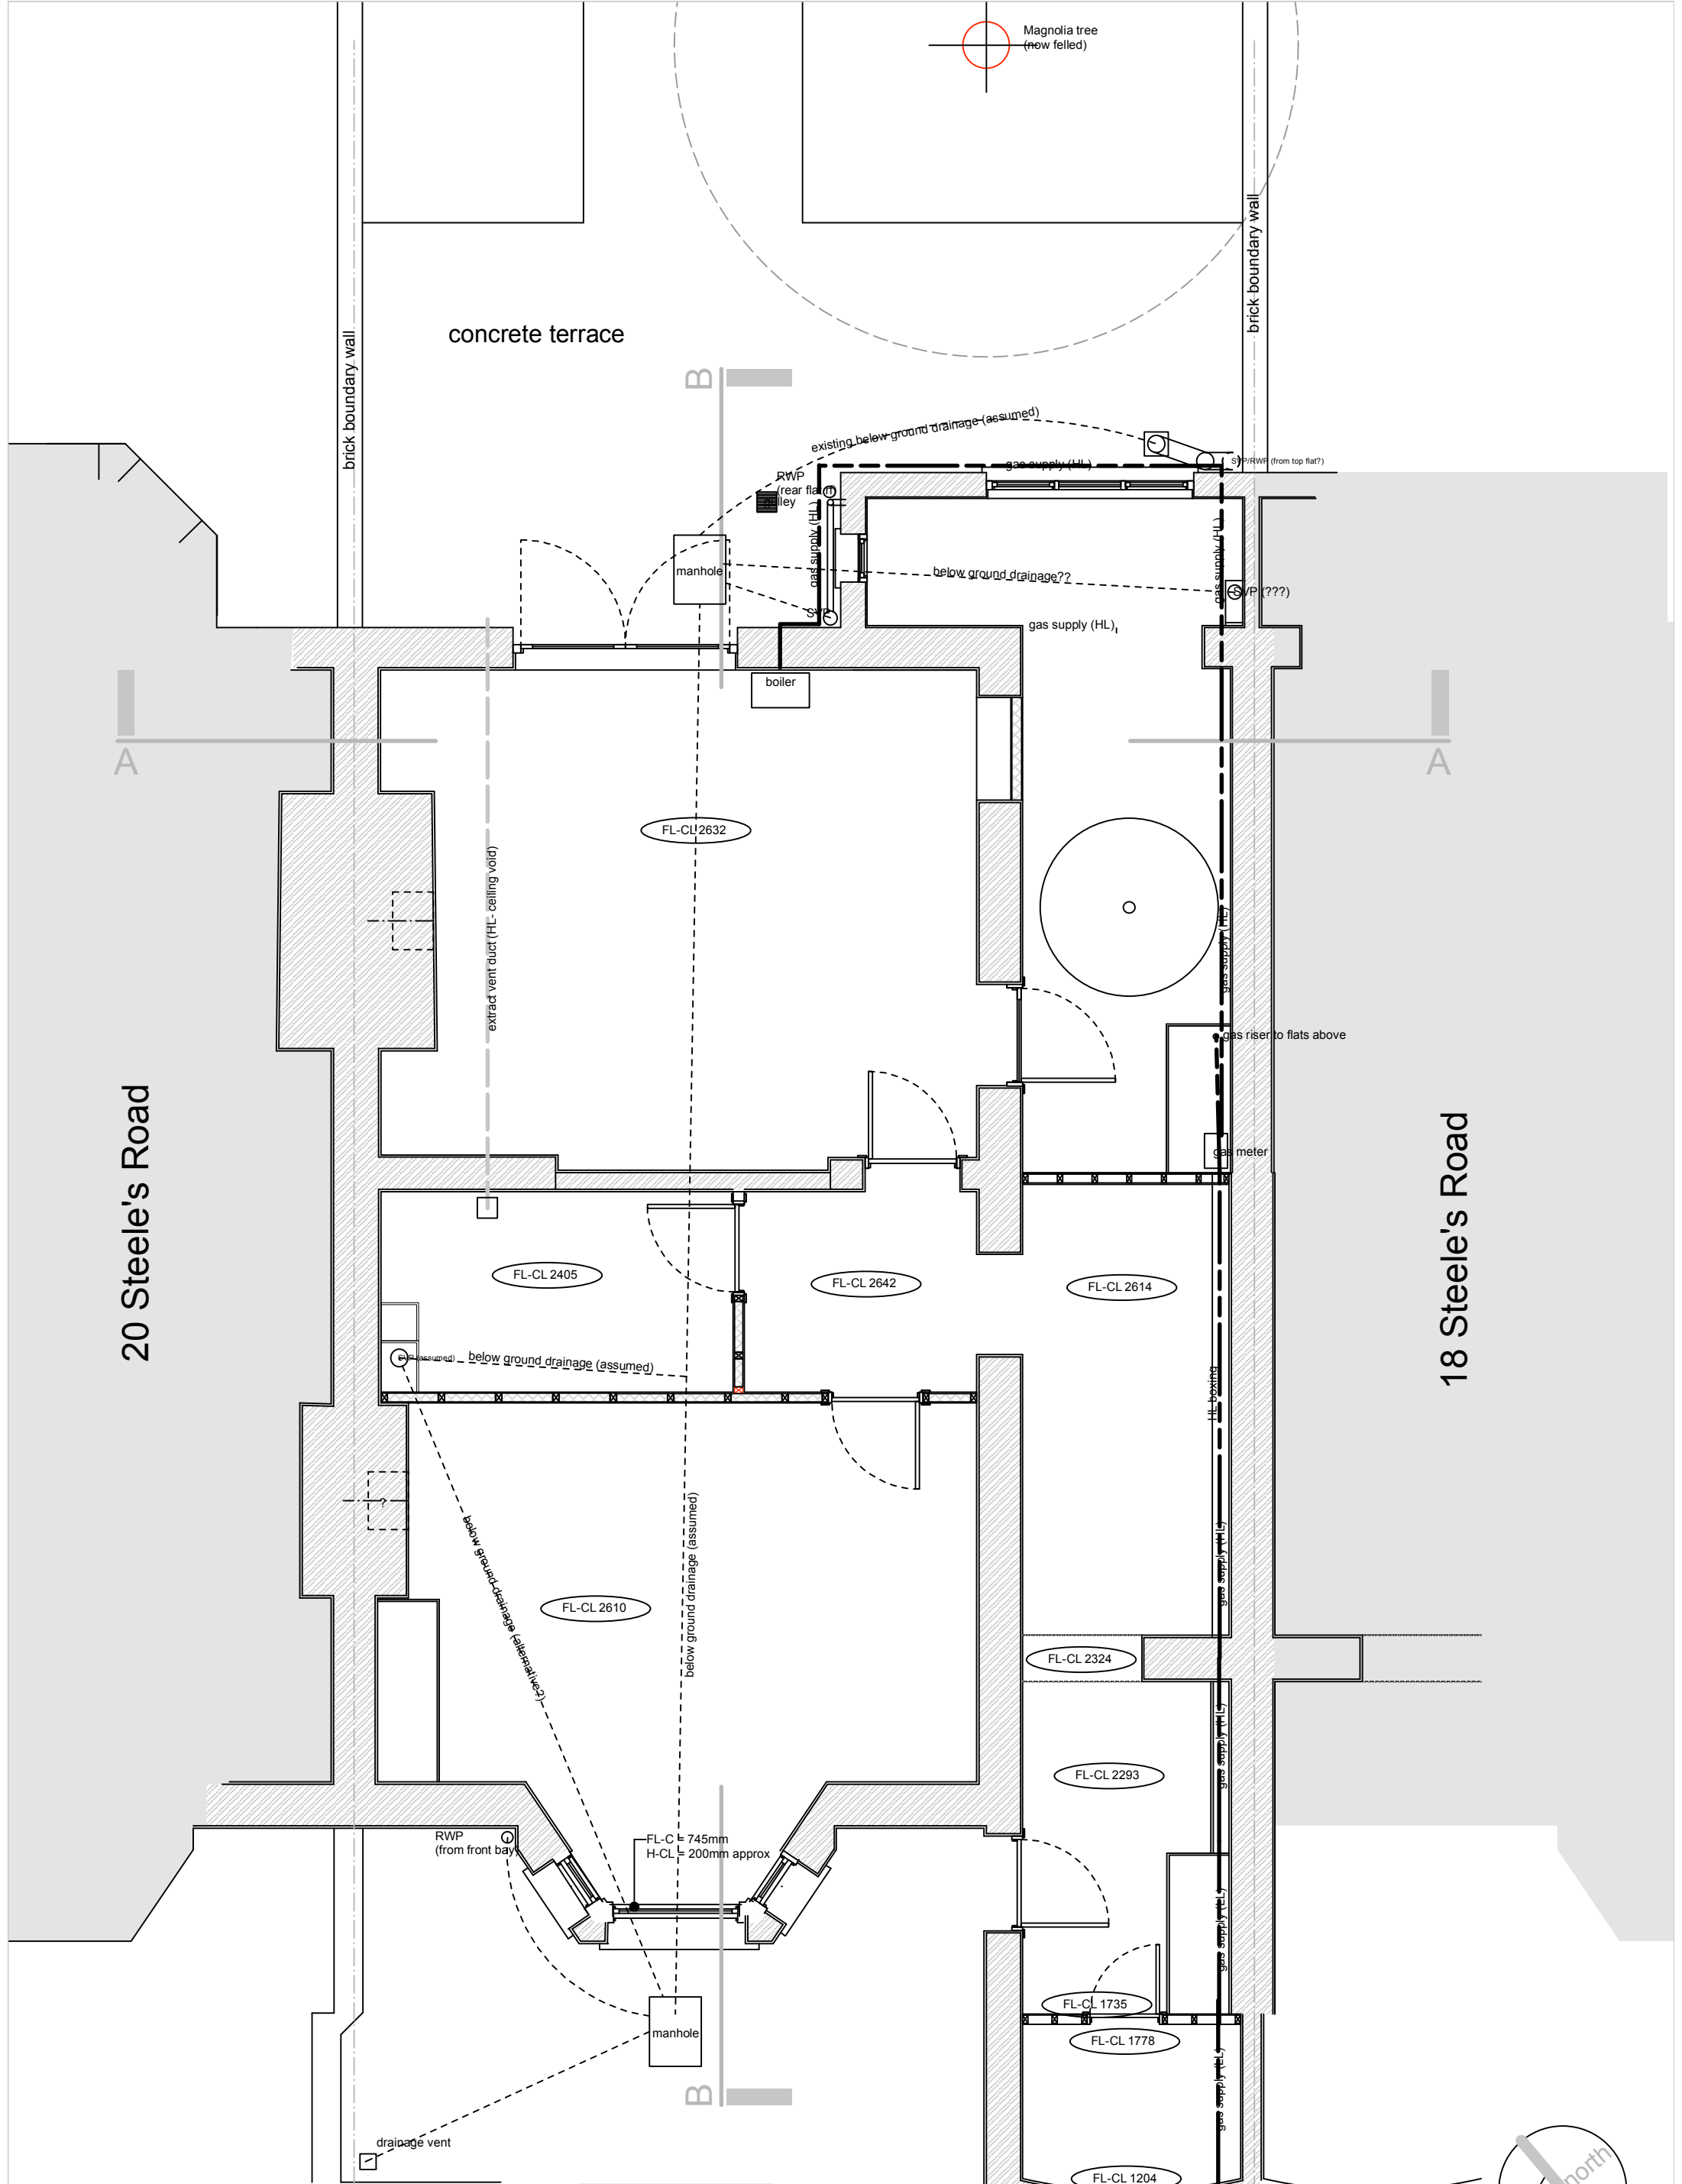 Magnolia tree
(now felled)
brick boundary wall
concrete terrace
brick boundary wall
B
existing below ground drainage (assumed)
gas supply (HL)
SVP/RWP (from top flat?)
RWP
gulley
gas supply (HL)
gas supply (HL)
manhole
below ground drainage??
SVP (???)
SVP
gas supply (HL)
boiler
A
A
FL-CL 2632
extract vent duct (HL- ceiling void)
gas supply (HL)
gas riser to flats above
gas meter
20 Steele's Road
18 Steele's Road
FL-CL 2405
FL-CL 2642
FL-CL 2614
SVP (assumed)
below ground drainage (assumed)
HL boxing
?
below ground drainage (alternative?)
below ground drainage (assumed)
gas supply (HL)
FL-CL 2610
FL-CL 2324
gas supply (HL)
FL-CL 2293
RWP
(from front bay)
FL-C = 745mm
H-CL = 200mm approx
gas supply (LL)
FL-CL 1735
manhole
FL-CL 1778
gas supply (LL)
B
drainage vent
FL-CL 1204
north